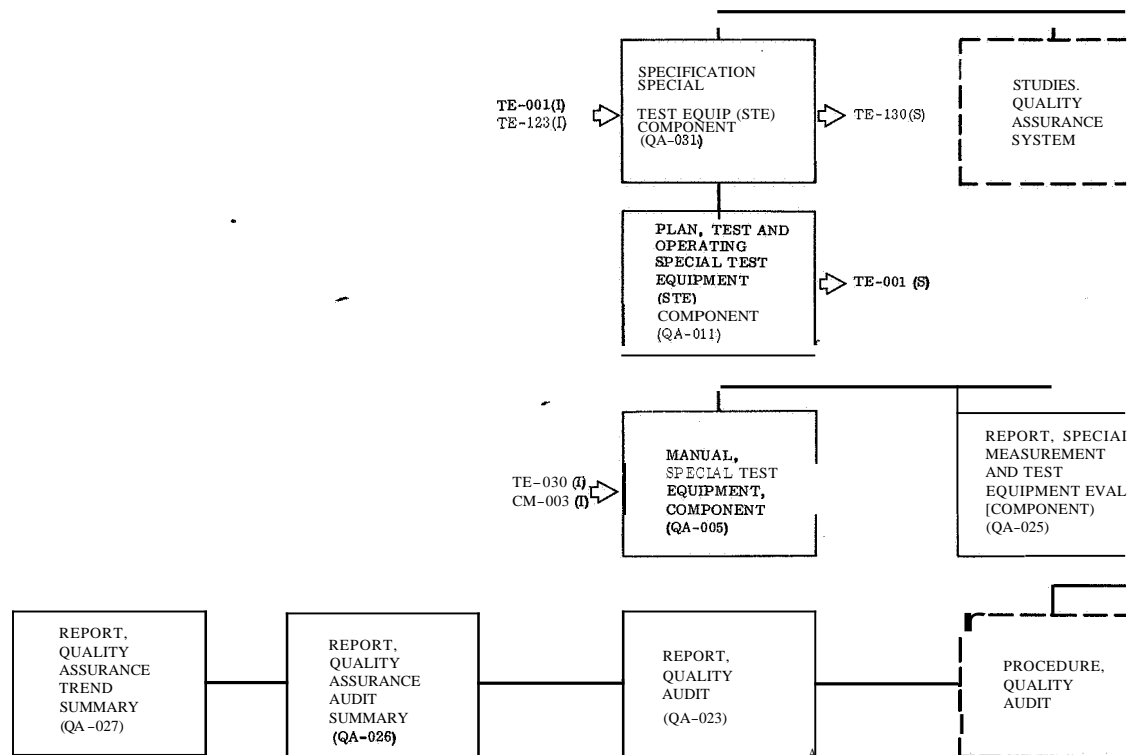 SPECIFICATION
SPECIAL
TEST EQUIP (STE)
COMPONENT
(QA-031)
TE-001(I)
TE-123(I)
TE-130(S)
STUDIES.
QUALITY
ASSURANCE
SYSTEM
PLAN, TEST AND
OPERATING
SPECIAL TEST
EQUIPMENT
(STE)
COMPONENT
(QA-011)
TE-001 (S)
MANUAL,
SPECIAL TEST
EQUIPMENT,
COMPONENT
(QA-005)
TE-030 (I)
CM-003 (I)
REPORT, SPECIAL
MEASUREMENT
AND TEST
EQUIPMENT EVAL
[COMPONENT)
(QA-025)
REPORT,
QUALITY
ASSURANCE
TREND
SUMMARY
(QA-027)
REPORT,
QUALITY
ASSURANCE
AUDIT
SUMMARY
(QA-026)
REPORT,
QUALITY
AUDIT
(QA-023)
PROCEDURE,
QUALITY
AUDIT